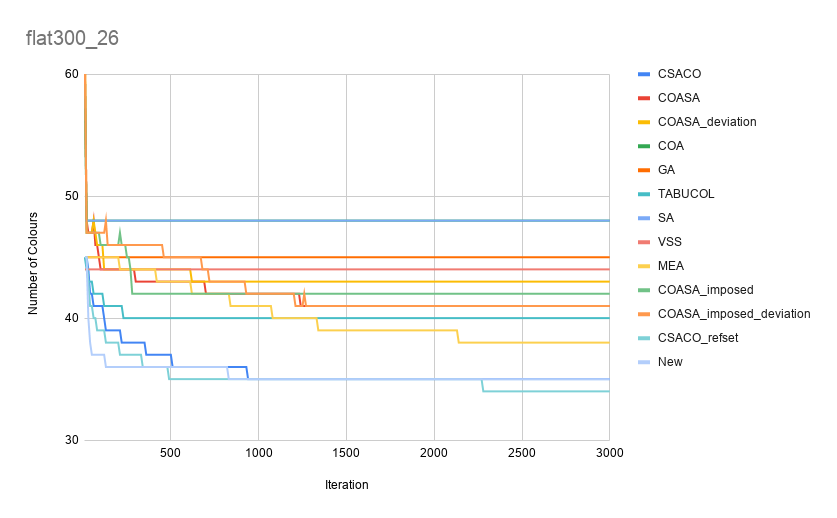 flat300_26
60
50
40
30
Number of Colours
500
1000
1500
2000
2500
3000
Iteration
CSACO
COASA
COASA_deviation
COA
GA
TABUCOL
SA
VSS
MEA
COASA_imposed
COASA_imposed_deviation
CSACO_refset
New